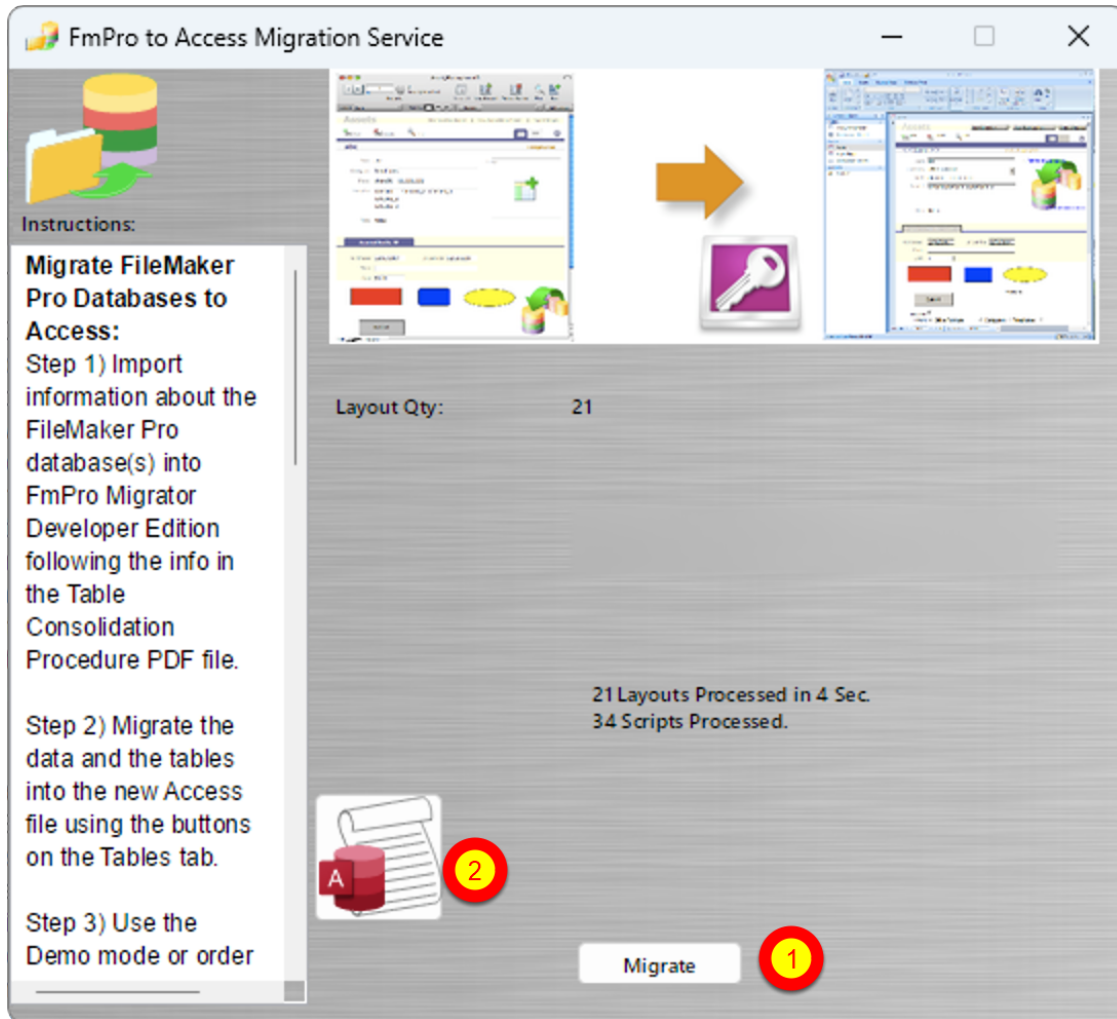 FmPro to Access Migration Service
Assets
Assets
Instructions:
Migrate FileMaker
Pro Databases to
Access:
Step 1) Import
information about the
FileMaker Pro
database(s) into
FmPro Migrator
Developer Edition
following the info in
the Table
Consolidation
Procedure PDF file.
Step 2) Migrate the
data and the tables
into the new Access
file using the buttons
on the Tables tab.
Step 3) Use the
Demo mode or order
Layout Qty: 21
21 Layouts Processed in 4 Sec.
34 Scripts Processed.
A
2
Migrate
1